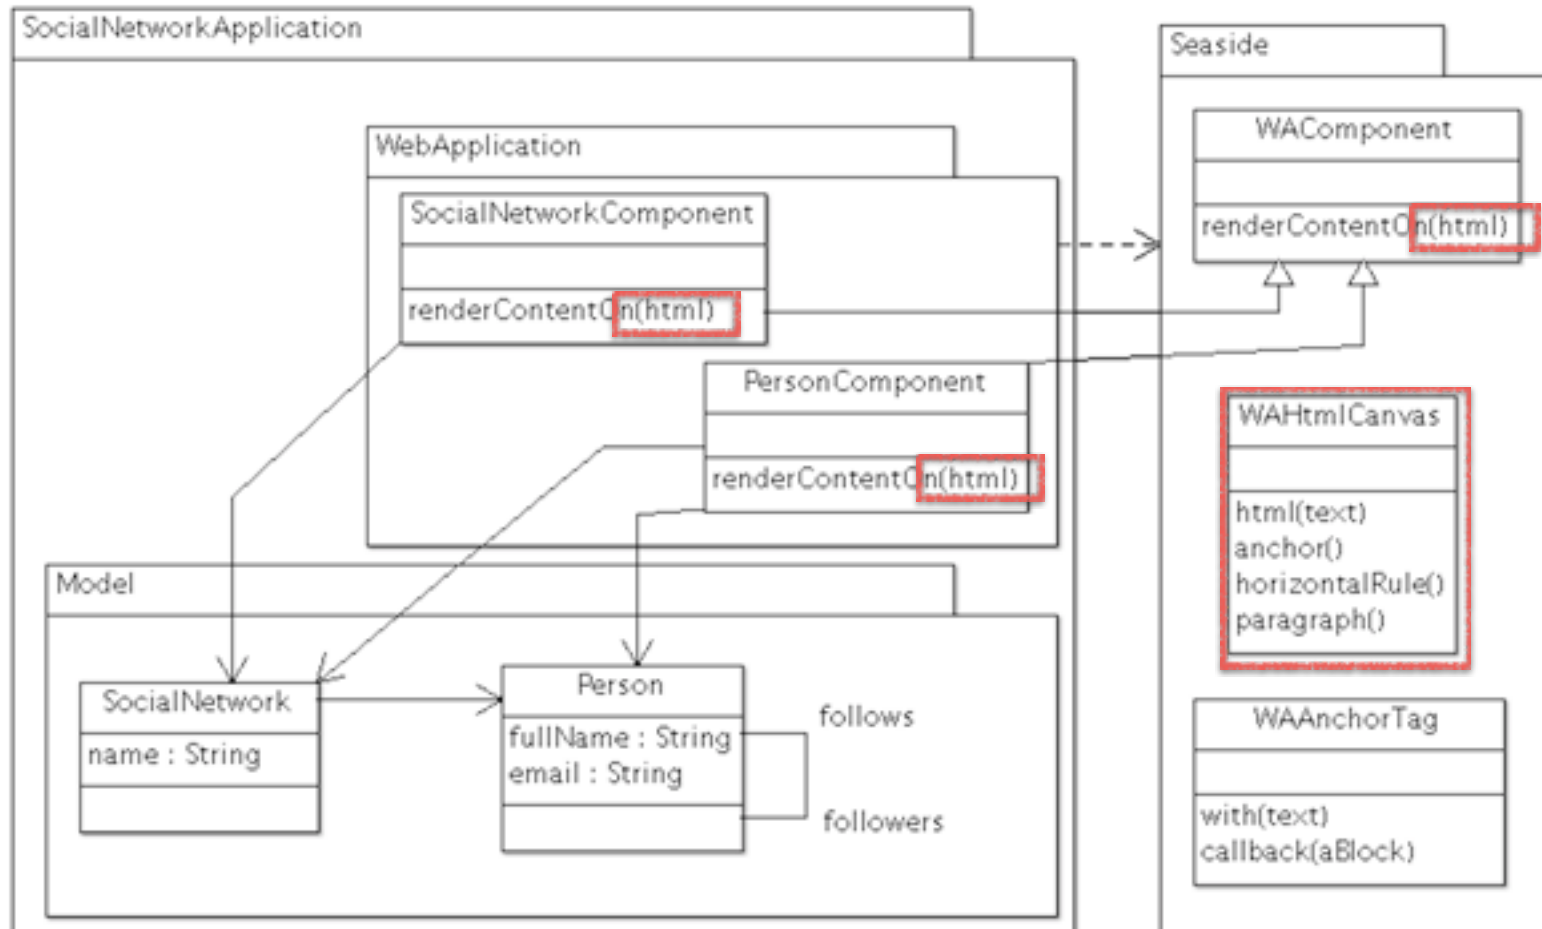 SocialNetworkApplication
WebApplication
SocialNetworkComponent
renderContentOn(html)
PersonComponent
renderContentOn(html)
Model
SocialNetwork
name : String
Person
fullName : String
email : String
follows
followers
Seaside
WAComponent
renderContentOn(html)
WAHtmlCanvas
html(text)
anchor()
horizontalRule()
paragraph()
WAAnchorTag
with(text)
callback(aBlock)